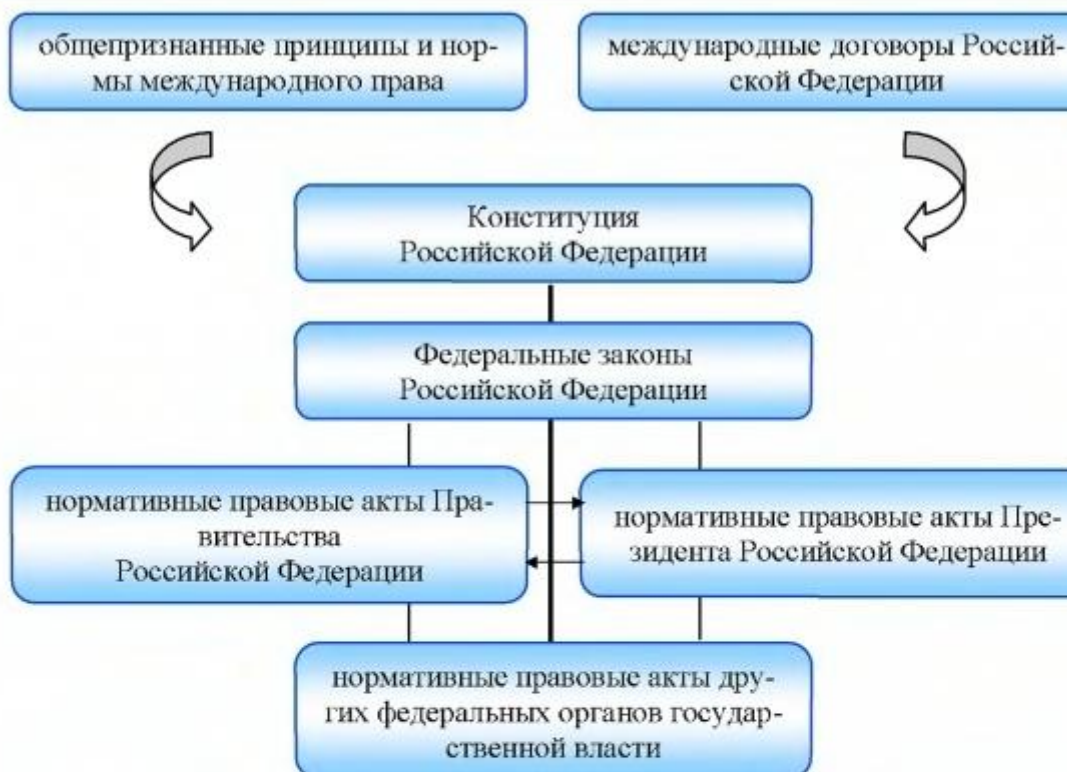 общепризнанные принципы и нор-
мы международного права
международные договоры Россий-
ской Федерации
Конституция
Российской Федерации
Федеральные законы
Российской Федерации
нормативные правовые акты Пра-
вительства
Российской Федерации
нормативные правовые акты Пре-
зидента Российской Федерации
нормативные правовые акты дру-
гих федеральных органов государ-
ственной власти